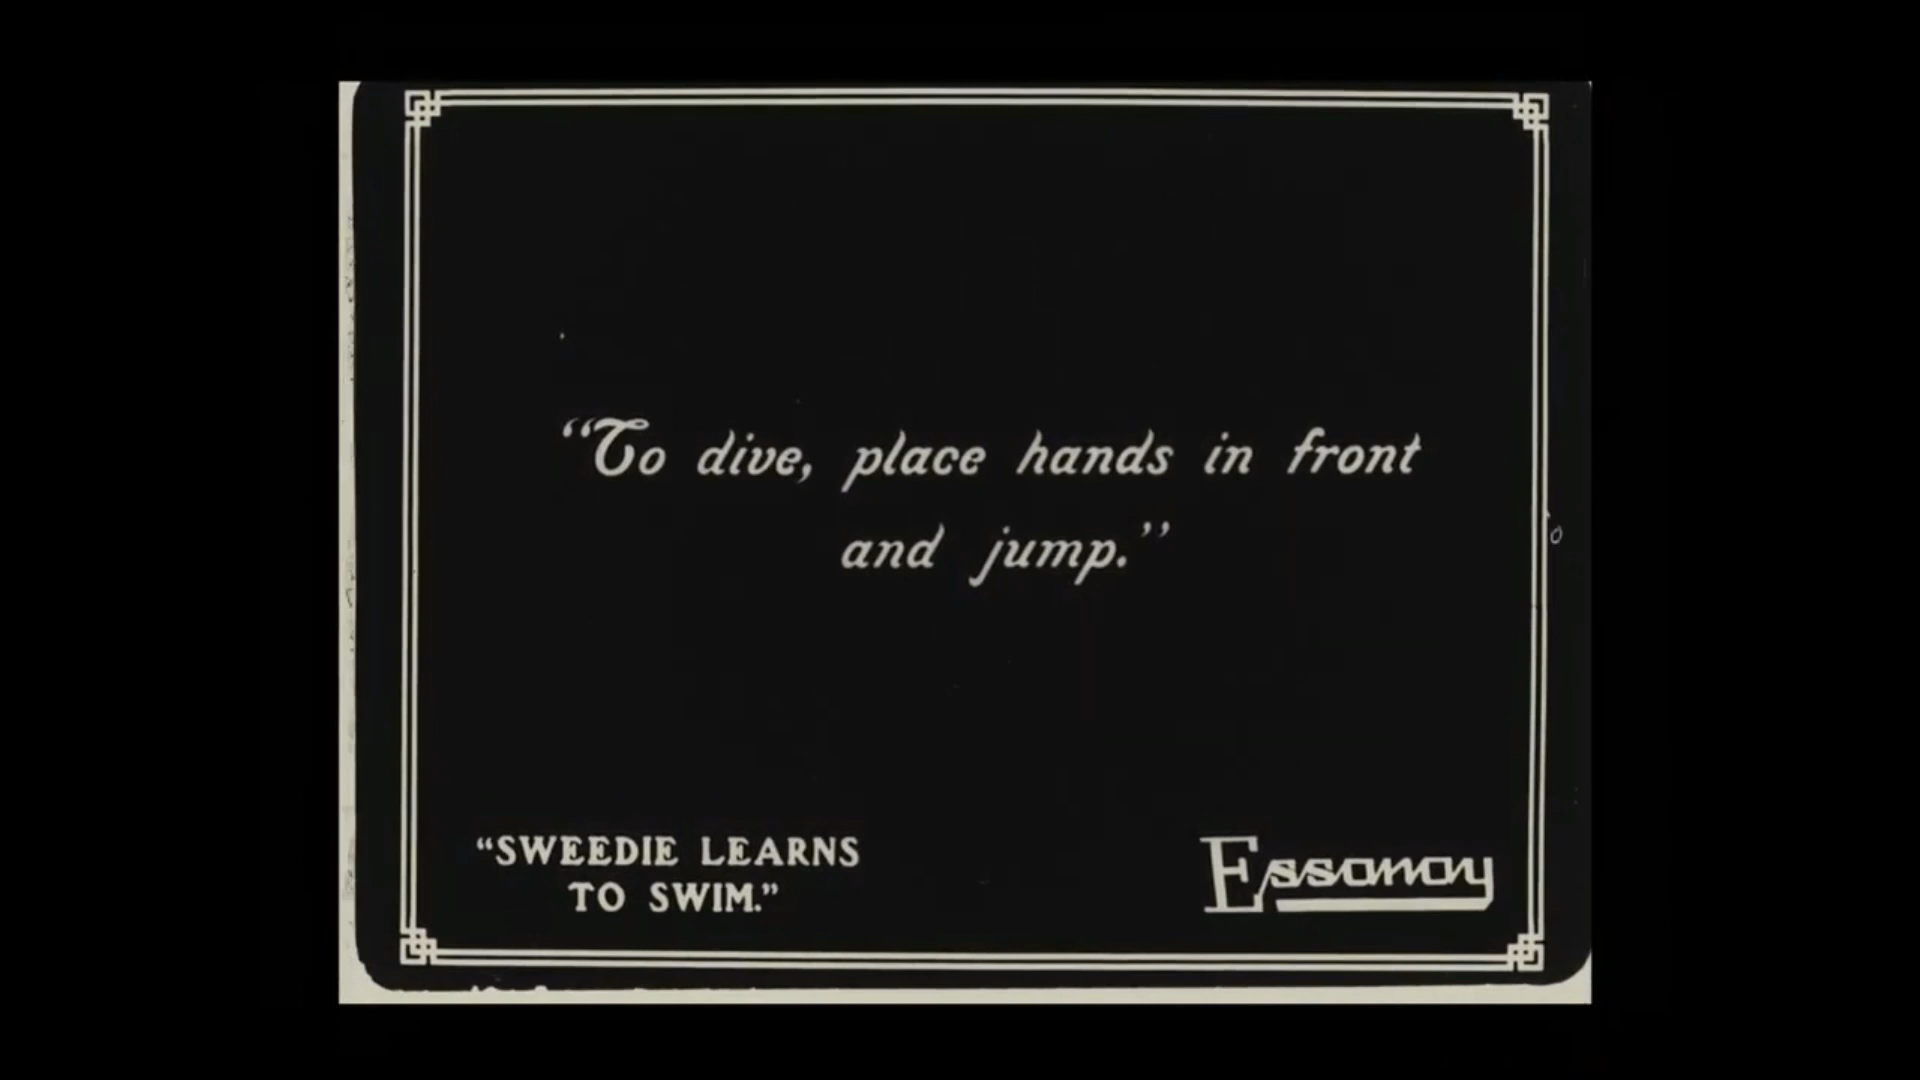 “To dive, place hands in front
and jump.”
“SWEEDIE LEARNS
TO SWIM.”
Essanay